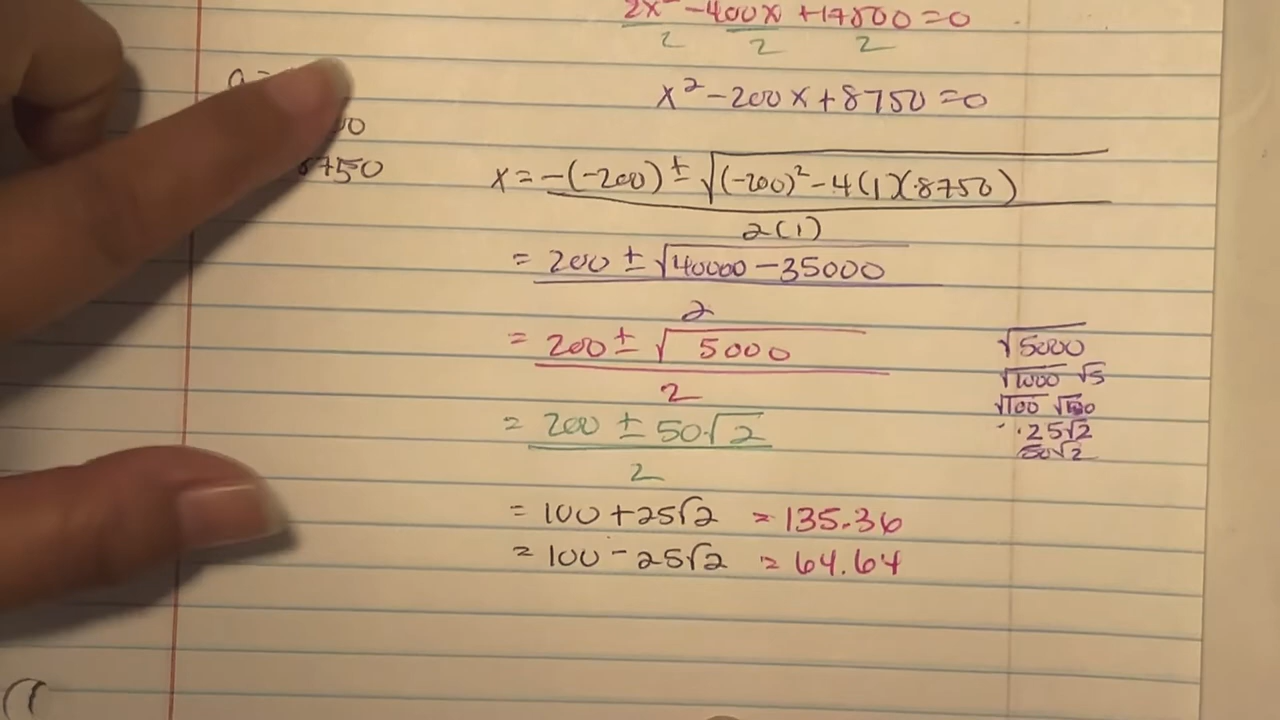 2x² -400x +17500 =0
2 2 2
x² -200x +8750 =0
a =
8750
x = -(-200) ± √(-200)² - 4(1)(8750)
2(1)
= 200 ± √40000 -35000
2
= 200 ± √5000
2
= 200 ± 50√2
2
= 100 +25√2 = 135.36
= 100 - 25√2 = 64.64
√5000
√1000 √5
√100
25√2
50√2